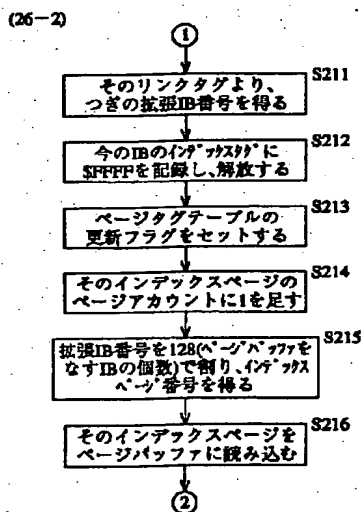 (26-2)
①
S211
そのリンクタグより、
つぎの拡張IB番号を得る
S212
今のIBのインデックスタグに
$FFFFを記録し、解放する
S213
ページタグテーブルの
更新フラグをセットする
S214
そのインデックスページの
ページアカウントに1を足す
S215
拡張IB番号を128(ページバッファを
なすIBの個数)で割り、インデックス
ページ番号を得る
S216
そのインデックスページを
ページバッファに読み込む
②